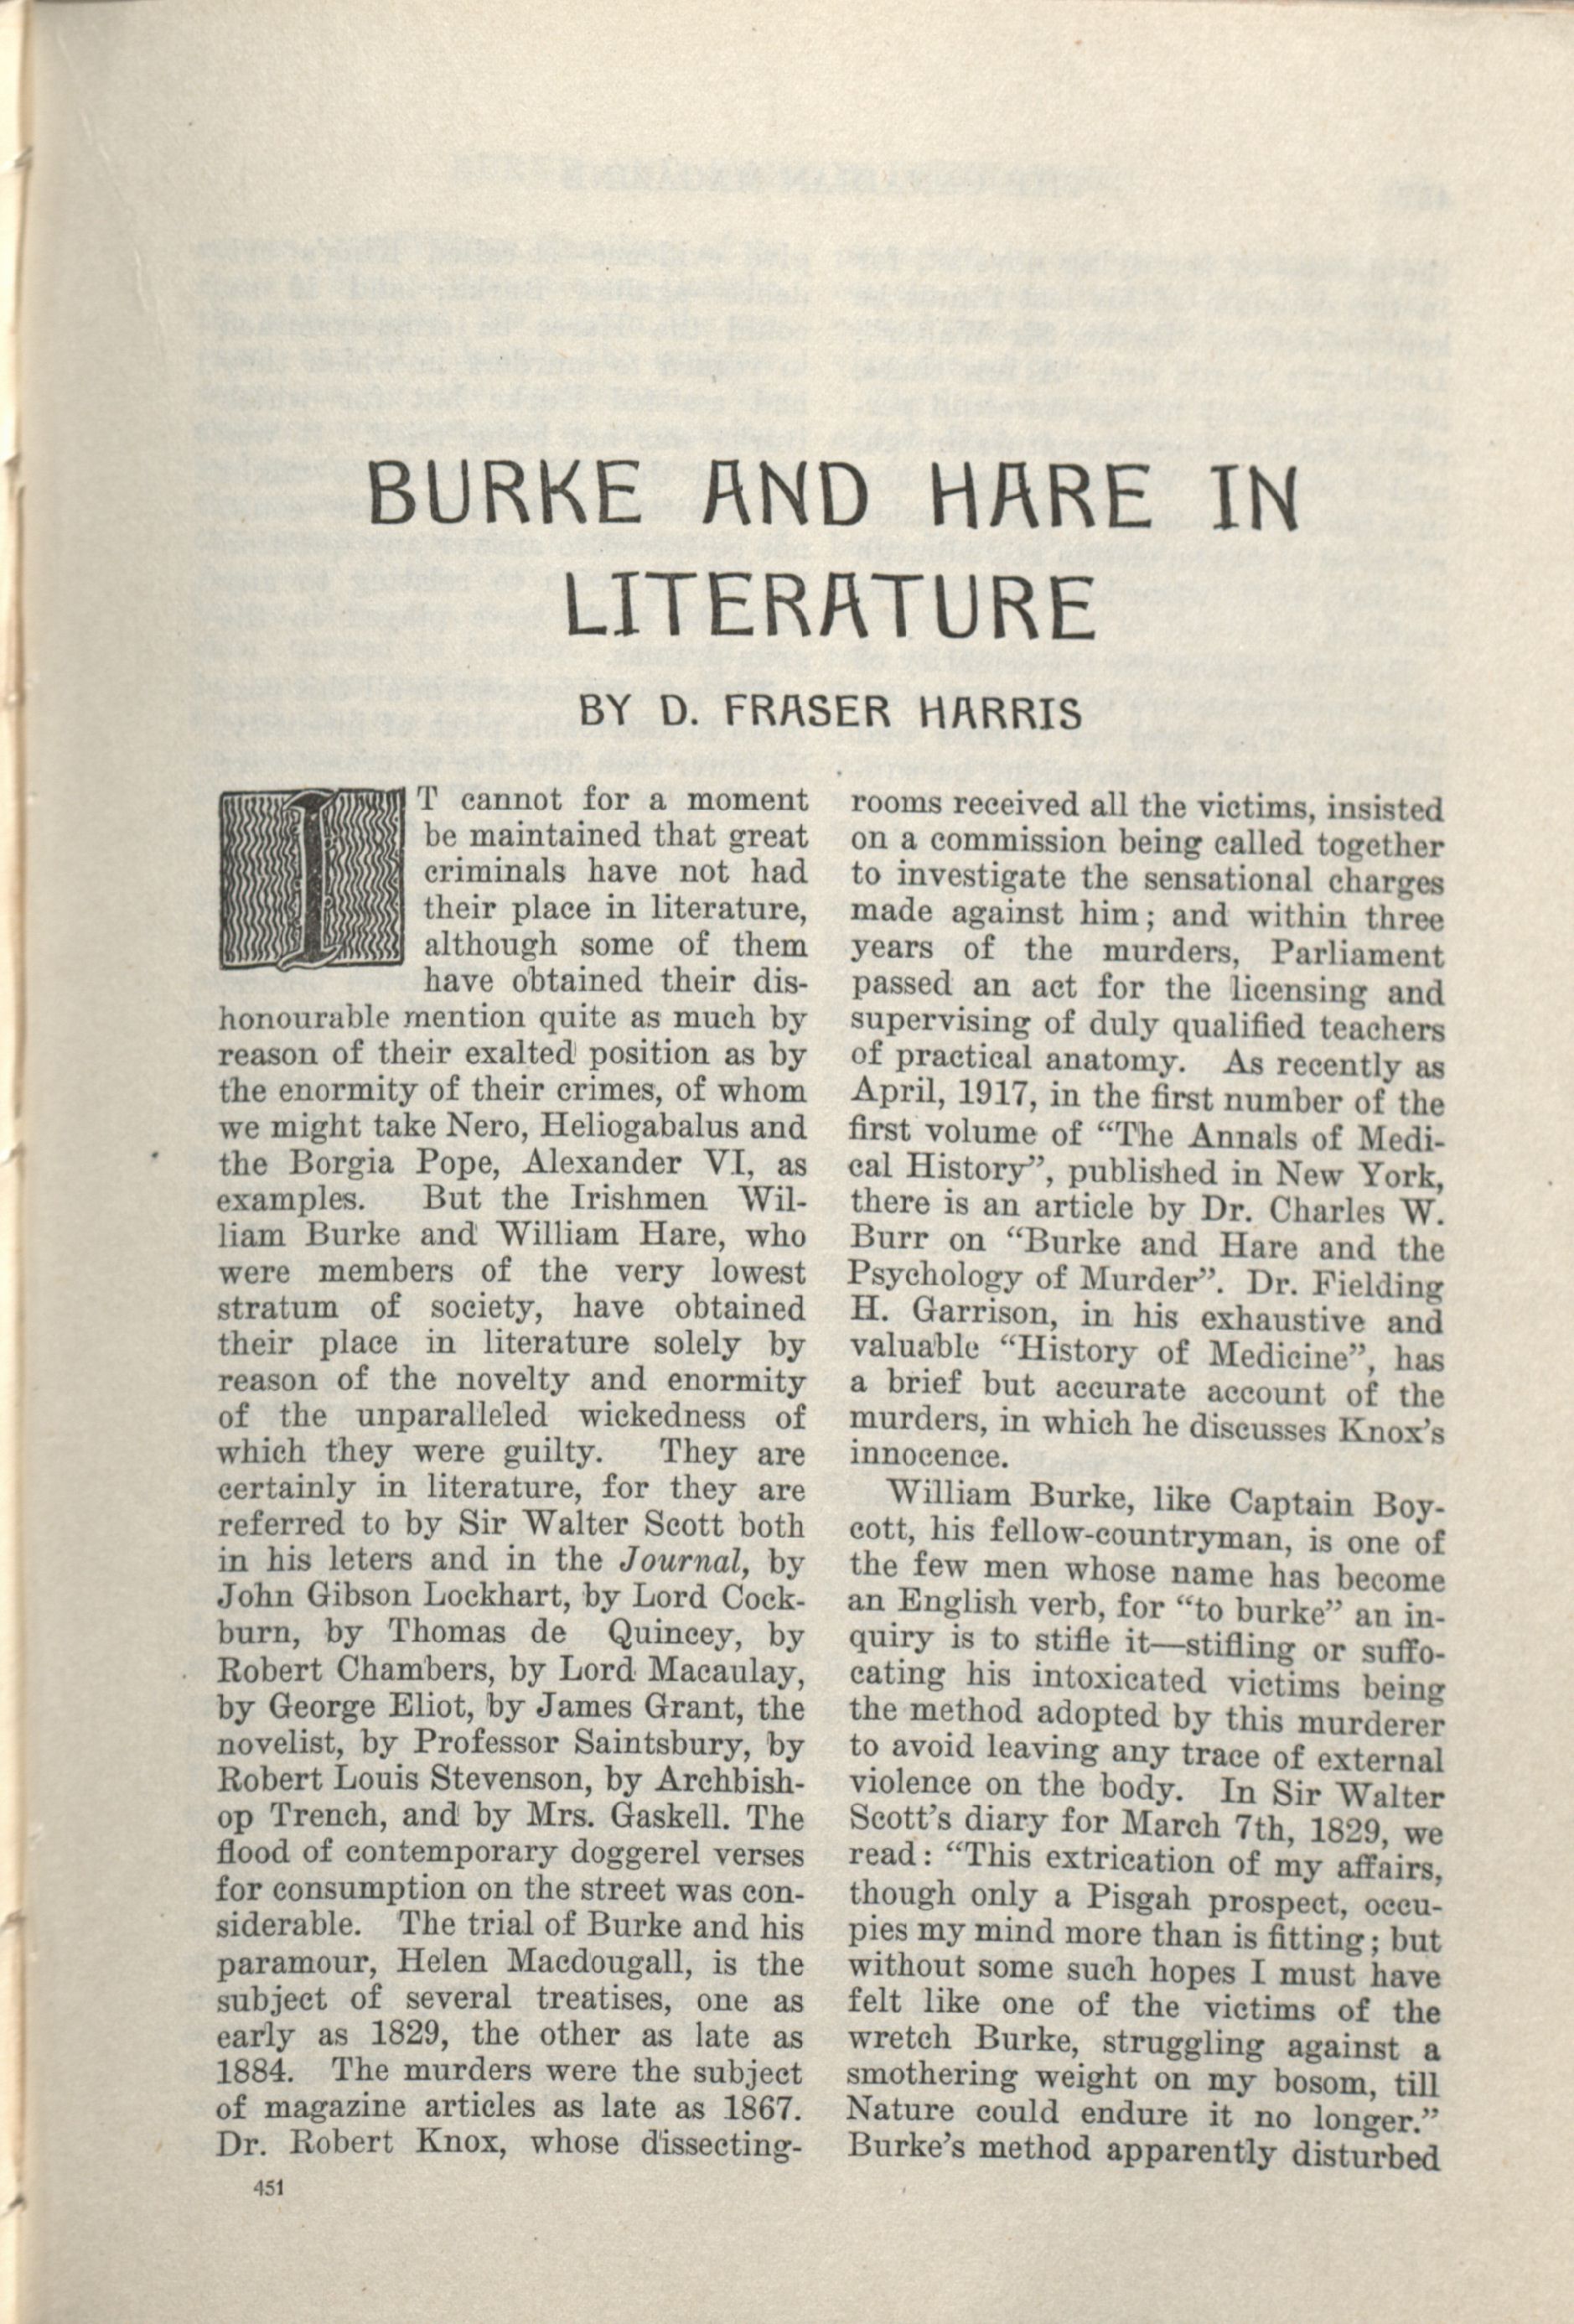 BURKE AND HARE IN
LITERATURE
BY D. FRASER HARRIS
IT cannot for a moment
be maintained that great
criminals have not had
their place in literature,
although some of them
have obtained their dis-
honourable mention quite as much by
reason of their exalted position as by
the enormity of their crimes, of whom
we might take Nero, Heliogabalus and
the Borgia Pope, Alexander VI, as
examples. But the Irishmen Wil-
liam Burke and William Hare, who
were members of the very lowest
stratum of society, have obtained
their place in literature solely by
reason of the novelty and enormity
of the unparalleled wickedness of
which they were guilty. They are
certainly in literature, for they are
referred to by Sir Walter Scott both
in his leters and in the Journal, by
John Gibson Lockhart, by Lord Cock-
burn, by Thomas de Quincey, by
Robert Chambers, by Lord Macaulay,
by George Eliot, by James Grant, the
novelist, by Professor Saintsbury, by
Robert Louis Stevenson, by Archbish-
op Trench, and by Mrs. Gaskell. The
flood of contemporary doggerel verses
for consumption on the street was con-
siderable. The trial of Burke and his
paramour, Helen Macdougall, is the
subject of several treatises, one as
early as 1829, the other as late as
1884. The murders were the subject
of magazine articles as late as 1867.
Dr. Robert Knox, whose dissecting-
rooms received all the victims, insisted
on a commission being called together
to investigate the sensational charges
made against him; and within three
years of the murders, Parliament
passed an act for the licensing and
supervising of duly qualified teachers
of practical anatomy. As recently as
April, 1917, in the first number of the
first volume of “The Annals of Medi-
cal History”, published in New York,
there is an article by Dr. Charles W.
Burr on “Burke and Hare and the
Psychology of Murder”. Dr. Fielding
H. Garrison, in his exhaustive and
valuable “History of Medicine”, has
a brief but accurate account of the
murders, in which he discusses Knox’s
innocence.
William Burke, like Captain Boy-
cott, his fellow-countryman, is one of
the few men whose name has become
an English verb, for “to burke” an in-
quiry is to stifle it—stifling or suffo-
cating his intoxicated victims being
the method adopted by this murderer
to avoid leaving any trace of external
violence on the body. In Sir Walter
Scott’s diary for March 7th, 1829, we
read: “This extrication of my affairs,
though only a Pisgah prospect, occu-
pies my mind more than is fitting; but
without some such hopes I must have
felt like one of the victims of the
wretch Burke, struggling against a
smothering weight on my bosom, till
Nature could endure it no longer.”
Burke’s method apparently disturbed
451